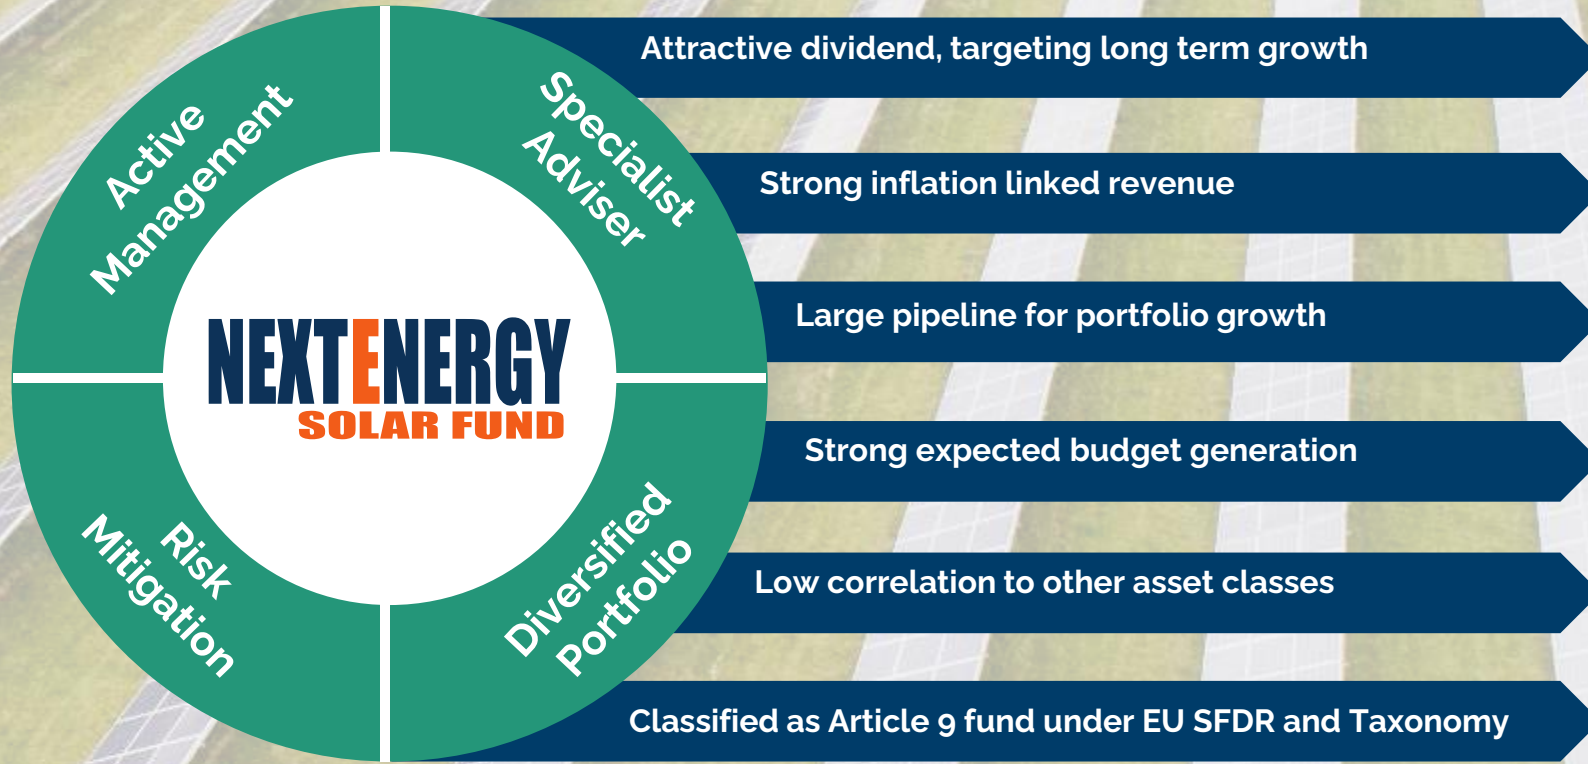 Active
Management
Specialist
Adviser
NEXTENERGY
SOLAR FUND
Risk
Mitigation
Diversified
Portfolio
Attractive dividend, targeting long term growth
Strong inflation linked revenue
Large pipeline for portfolio growth
Strong expected budget generation
Low correlation to other asset classes
Classified as Article 9 fund under EU SFDR and Taxonomy